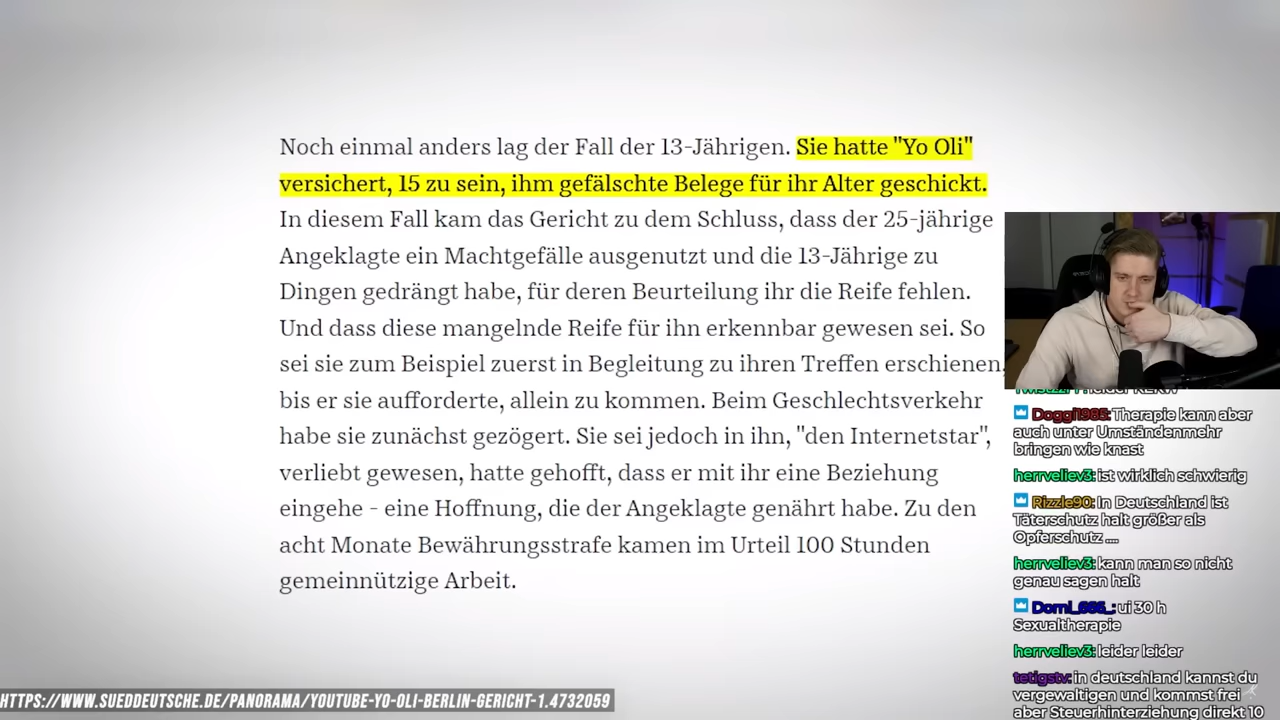 Noch einmal anders lag der Fall der 13-Jährigen. Sie hatte "Yo Oli"
versichert, 15 zu sein, ihm gefälschte Belege für ihr Alter geschickt.
In diesem Fall kam das Gericht zu dem Schluss, dass der 25-jährige
Angeklagte ein Machtgefälle ausgenutzt und die 13-Jährige zu
Dingen gedrängt habe, für deren Beurteilung ihr die Reife fehlen.
Und dass diese mangelnde Reife für ihn erkennbar gewesen sei. So
sei sie zum Beispiel zuerst in Begleitung zu ihren Treffen erschienen,
bis er sie aufforderte, allein zu kommen. Beim Geschlechtsverkehr
habe sie zunächst gezögert. Sie sei jedoch in ihn, "den Internetstar",
verliebt gewesen, hatte gehofft, dass er mit ihr eine Beziehung
eingehe - eine Hoffnung, die der Angeklagte genährt habe. Zu den
acht Monate Bewährungsstrafe kamen im Urteil 100 Stunden
gemeinnützige Arbeit.
HTTPS://WWW.SUEDDEUTSCHE.DE/PANORAMA/YOUTUBE-YO-OLI-BERLIN-GERICHT-1.4732059
Doggi1985: Therapie kann aber
auch unter Umständenmehr
bringen wie knast
herrveliev3: ist wirklich schwierig
Rizzle90: In Deutschland ist
Täterschutz halt größer als
Opferschutz ....
herrveliev3: kann man so nicht
genau sagen halt
Domi_666_: ui 30 h
Sexualtherapie
herrveliev3: leider leider
tetigstv: in deutschland kannst du
vergewaltigen und kommst frei
aber Steuerhinterziehung direkt 10